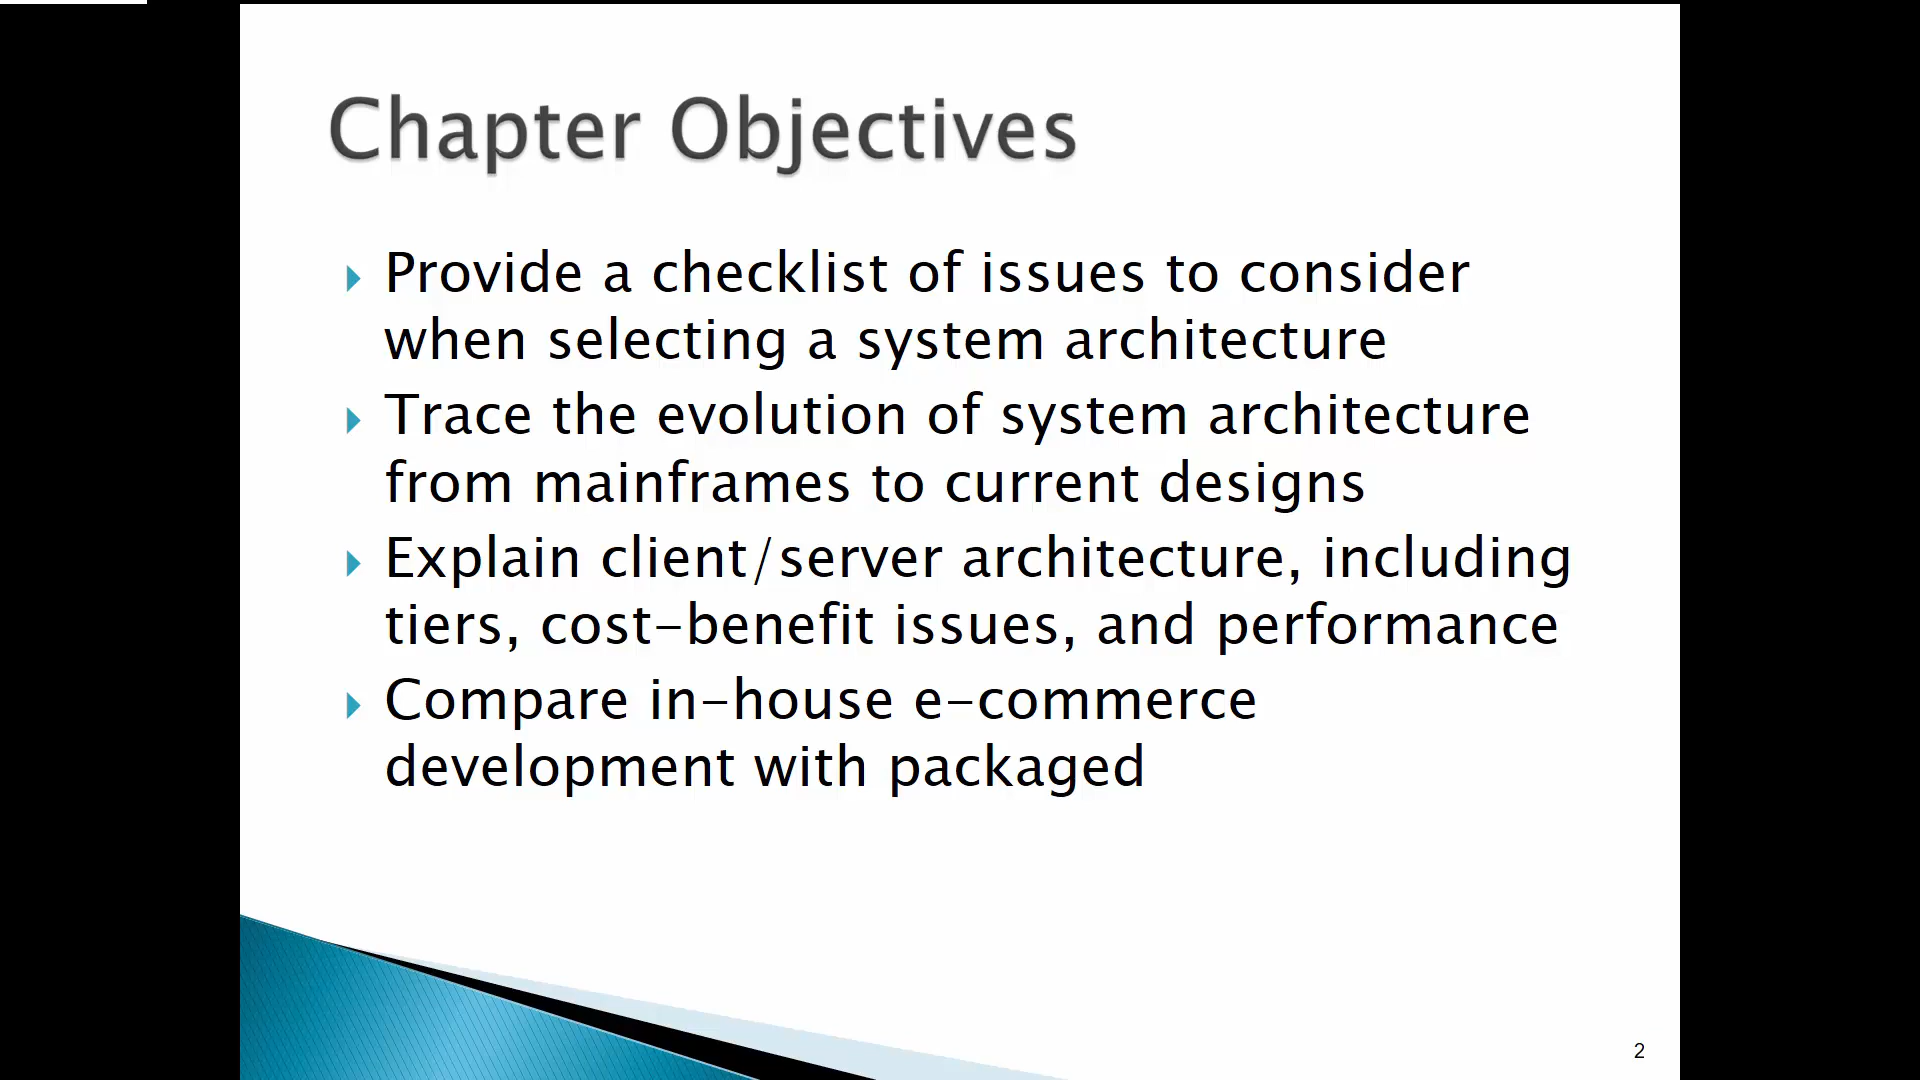 Chapter Objectives
Provide a checklist of issues to consider
when selecting a system architecture
Trace the evolution of system architecture
from mainframes to current designs
Explain client/server architecture, including
tiers, cost-benefit issues, and performance
Compare in-house e-commerce
development with packaged
2